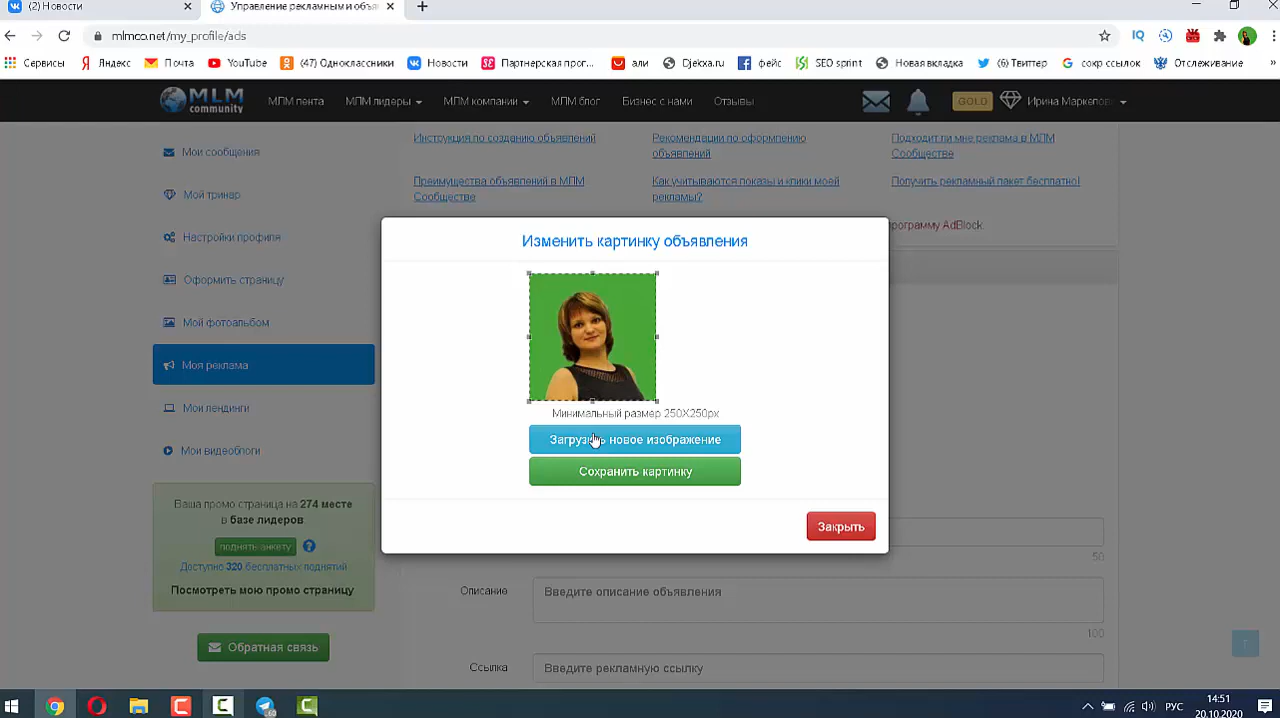 (2) Новости
Управление рекламным и объя
mlmco.net/my_profile/ads
Сервисы
Яндекс
Почта
YouTube
(47) Одноклассники
Новости
Партнерская прог...
али
Djekxa.ru
фейс
SEO sprint
Новая вкладка
(6) Твиттер
сокр ссылок
Отслеживание
MLM community
МЛМ лента
МЛМ лидеры
МЛМ компании
МЛМ блог
Бизнес с нами
Отзывы
GOLD
Ирина Маркелова
Мои сообщения
Мой тринар
Настройки профиля
Оформить страницу
Мой фотоальбом
Моя реклама
Мои лендинги
Мои видеоблоги
Ваша промо страница на 274 месте
в базе лидеров
поднять анкету
Доступно 320 бесплатных поднятий
Посмотреть мою промо страницу
Обратная связь
Инструкция по созданию объявлений
Рекомендации по оформлению
объявлений
Подходит ли мне реклама в МЛМ
Сообществе
Преимущества объявлений в МЛМ
Сообществе
Как учитываются показы и клики моей
рекламы?
Получить рекламный пакет бесплатно!
программу AdBlock.
Изменить картинку объявления
Минимальный размер 250X250px
Загрузить новое изображение
Сохранить картинку
Закрыть
50
Описание
Введите описание объявления
100
Ссылка
Введите рекламную ссылку
РУС
14:51
20.10.2020